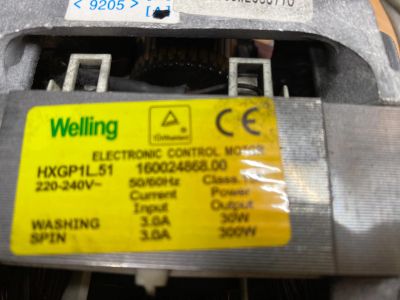 < 9205 >
[A]
Welling
CE
ELECTRONIC CONTROL MOTOR
HXGP1L.51 160024868.00
220-240V~ 50/60Hz Class
Current Power
Input Output
WASHING 3.0A 30W
SPIN 3.0A 300W